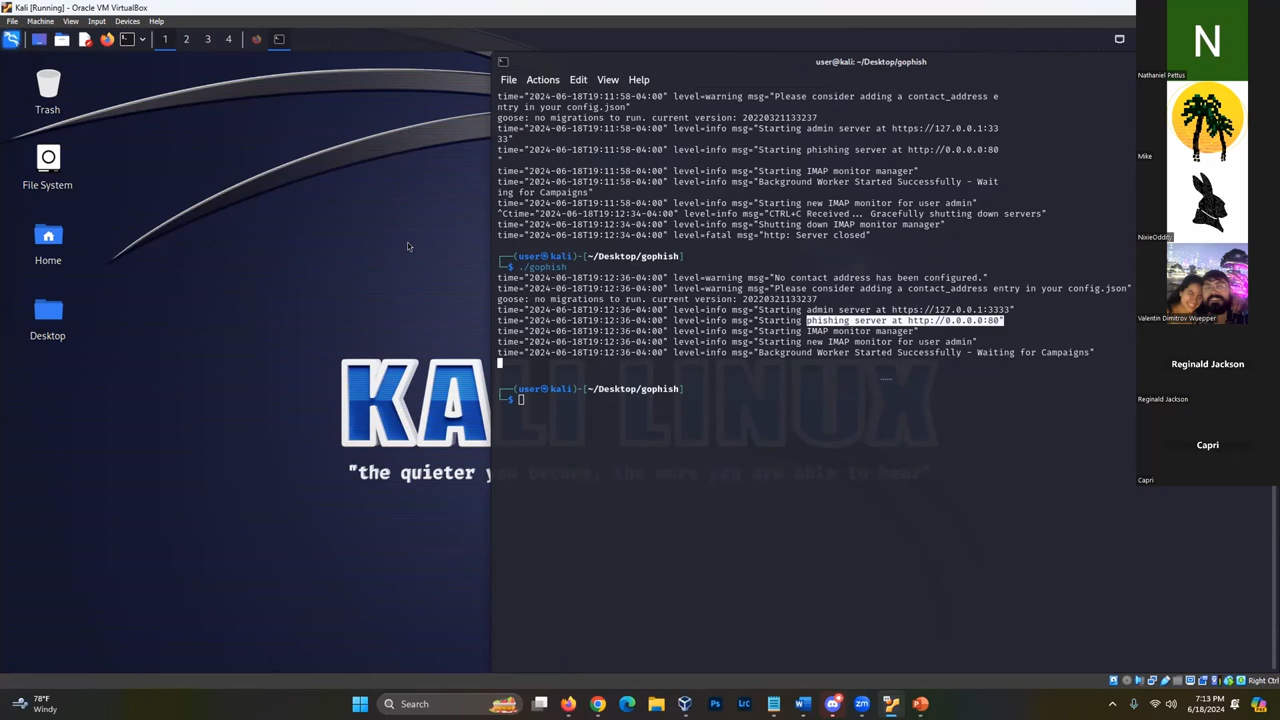 Kali [Running] - Oracle VM VirtualBox
File Machine View Input Devices Help
1 2 3 4
user@kali: ~/Desktop/gophish
File Actions Edit View Help
time="2024-06-18T19:11:58-04:00" level=warning msg="Please consider adding a contact_address e
ntry in your config.json"
goose: no migrations to run. current version: 20220321133237
time="2024-06-18T19:11:58-04:00" level=info msg="Starting admin server at https://127.0.0.1:33
33"
time="2024-06-18T19:11:58-04:00" level=info msg="Starting phishing server at http://0.0.0.0:80
"
time="2024-06-18T19:11:58-04:00" level=info msg="Starting IMAP monitor manager"
time="2024-06-18T19:11:58-04:00" level=info msg="Background Worker Started Successfully - Wait
ing for Campaigns"
time="2024-06-18T19:11:58-04:00" level=info msg="Starting new IMAP monitor for user admin"
^Ctime="2024-06-18T19:12:34-04:00" level=info msg="CTRL+C Received... Gracefully shutting down servers"
time="2024-06-18T19:12:34-04:00" level=info msg="Shutting down IMAP monitor manager"
time="2024-06-18T19:12:34-04:00" level=fatal msg="http: Server closed"
(user㉿kali)-[~/Desktop/gophish]
$ ./gophish
time="2024-06-18T19:12:36-04:00" level=warning msg="No contact address has been configured."
time="2024-06-18T19:12:36-04:00" level=warning msg="Please consider adding a contact_address entry in your config.json"
goose: no migrations to run. current version: 20220321133237
time="2024-06-18T19:12:36-04:00" level=info msg="Starting admin server at https://127.0.0.1:3333"
time="2024-06-18T19:12:36-04:00" level=info msg="Starting phishing server at http://0.0.0.0:80"
time="2024-06-18T19:12:36-04:00" level=info msg="Starting IMAP monitor manager"
time="2024-06-18T19:12:36-04:00" level=info msg="Starting new IMAP monitor for user admin"
time="2024-06-18T19:12:36-04:00" level=info msg="Background Worker Started Successfully - Waiting for Campaigns"
(user㉿kali)-[~/Desktop/gophish]
$
Trash
File System
Home
Desktop
KALI LINUX
"the quieter you become, the more you are able to hear"
N
Nathaniel Pettus
Mike
NixieOddity
Valentin Dimitrov Wuepper
Reginald Jackson
Reginald Jackson
Capri
Capri
Right Ctrl
78°F
Windy
Search
Ps
LrC
zm
7:13 PM
6/18/2024